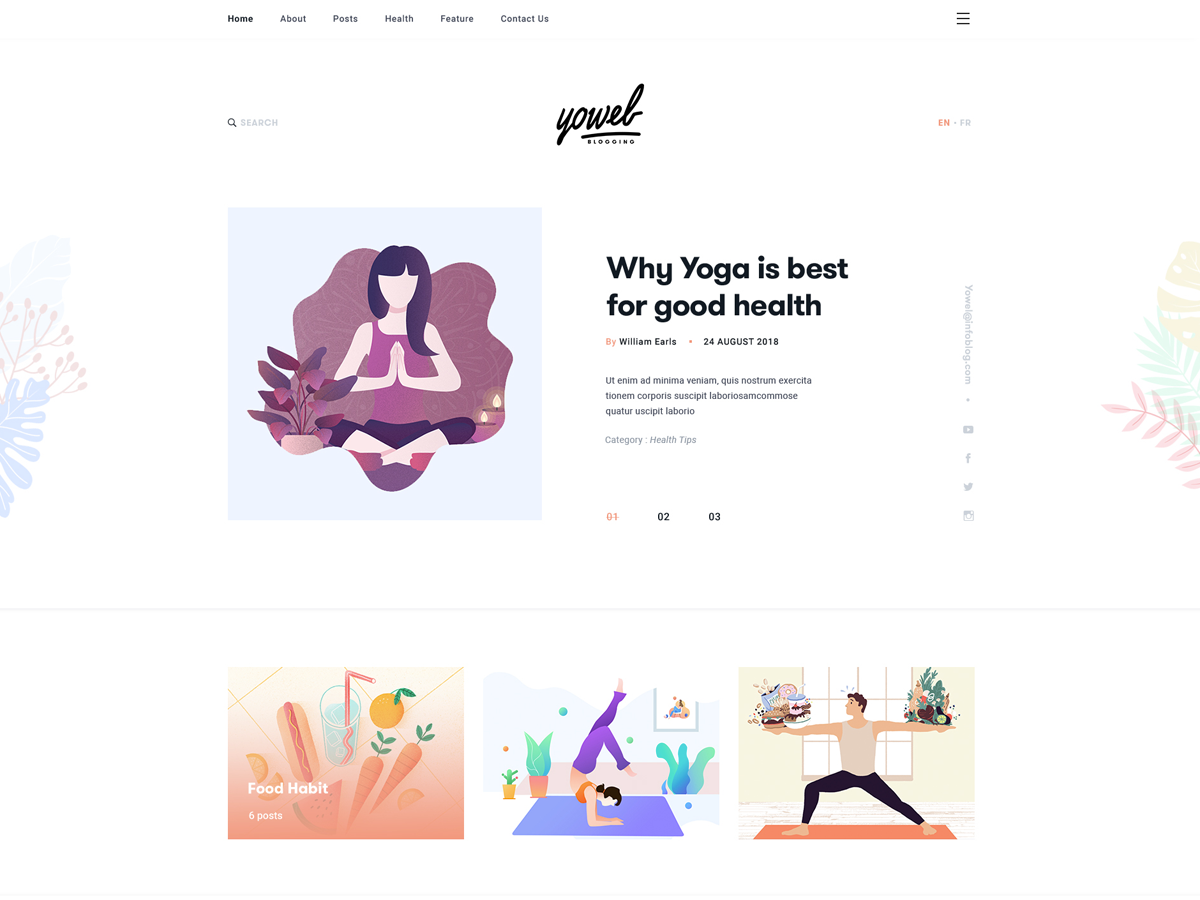 Home About Posts Health Feature Contact Us
SEARCH
yoweb
BLOGGING
EN • FR
Why Yoga is best
for good health
By William Earls • 24 AUGUST 2018
Ut enim ad minima veniam, quis nostrum exercita
tionem corporis suscipit laboriosamcommose
quatur uscipit laborio
Category : Health Tips
01 02 03
Yowel@infoblog.com
Food Habit
6 posts